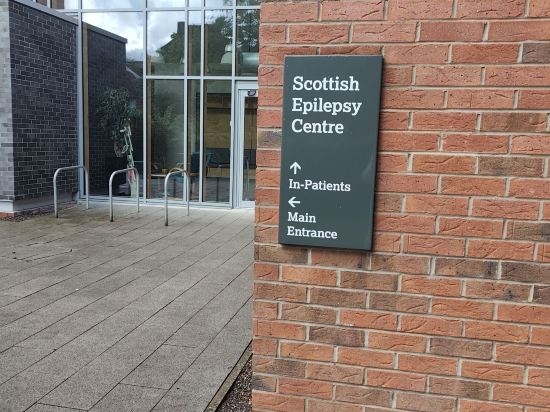 Scottish
Epilepsy
Centre
↑
In-Patients
←
Main
Entrance